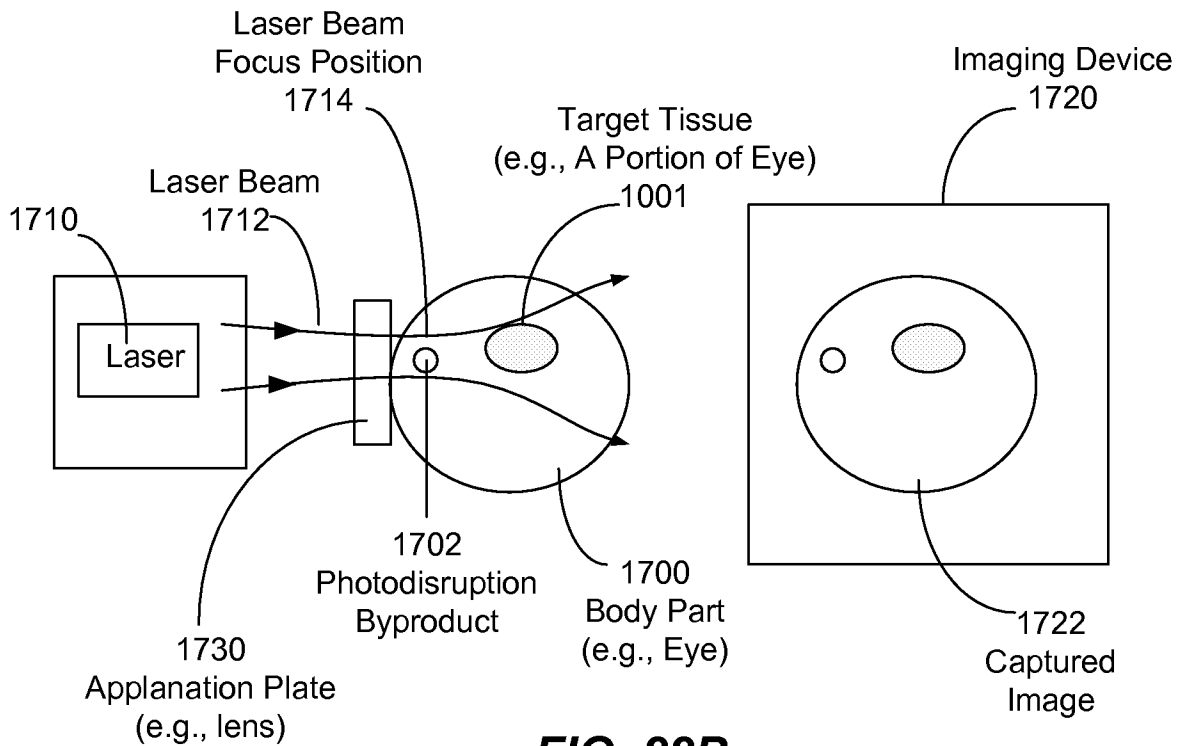 Laser Beam
Focus Position
1714
Imaging Device
1720
Target Tissue
(e.g., A Portion of Eye)
1001
Laser Beam
1712
1710
Laser
1702
Photodisruption
Byproduct
1700
Body Part
(e.g., Eye)
1722
Captured
Image
1730
Applanation Plate
(e.g., lens)